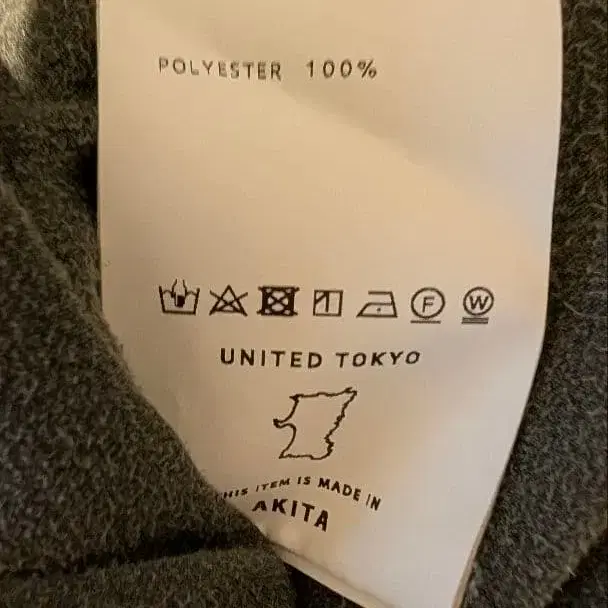 POLYESTER 100%
F W
UNITED TOKYO
THIS ITEM IS MADE IN
AKITA